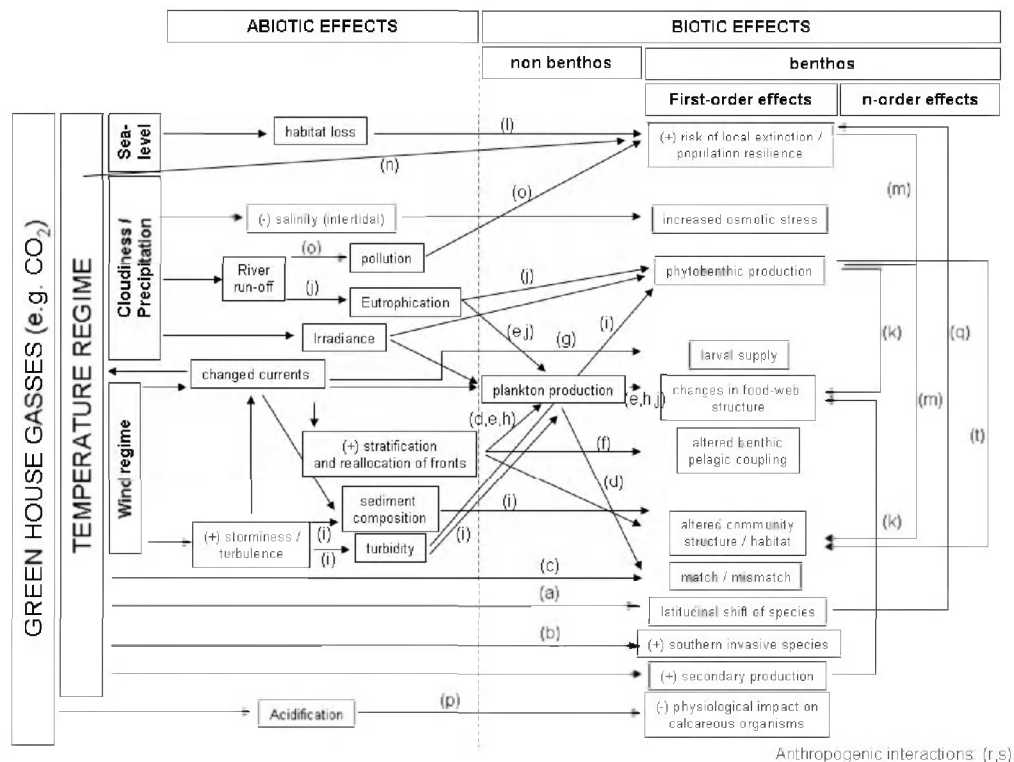 ABIOTIC EFFECTS
BIOTIC EFFECTS
non benthos
benthos
First-order effects
n-order effects
GREEN HOUSE GASSES (e.g. CO2)
TEMPERATURE REGIME
Sea-
level
Cloudiness /
Precipitation
Wind regime
habitat loss
(l)
(+) risk of local extinction /
population resilience
(n)
(m)
(o)
(-) salinity (intertidal)
increased osmotic stress
(o)
pollution
River
run-off
(j)
Eutrophication
(j)
phytobenthic production
(i)
(e,j)
(g)
(k)
(q)
Irradiance
larval supply
changed currents
plankton production
(e,h,j)
changes in food-web
structure
(d,e,h)
(m)
(t)
(+) stratification
and reallocation of fronts
(f)
altered benthic
pelagic coupling
(d)
sediment
composition
(i)
(i)
altered community
structure / habitat
(k)
(+) storminess /
turbulence
(i)
(i)
turbidity
(c)
match / mismatch
(a)
latitucinal shift of species
(b)
(+) southern invasive species
(+) secondary production
Acidification
(p)
(-) physiological impact on
calcareous organisms
Anthropogenic interactions: (r,s)